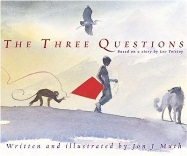 THE THREE QUESTIONS
based on a story by Leo Tolstoy
Written and illustrated by Jon J Muth